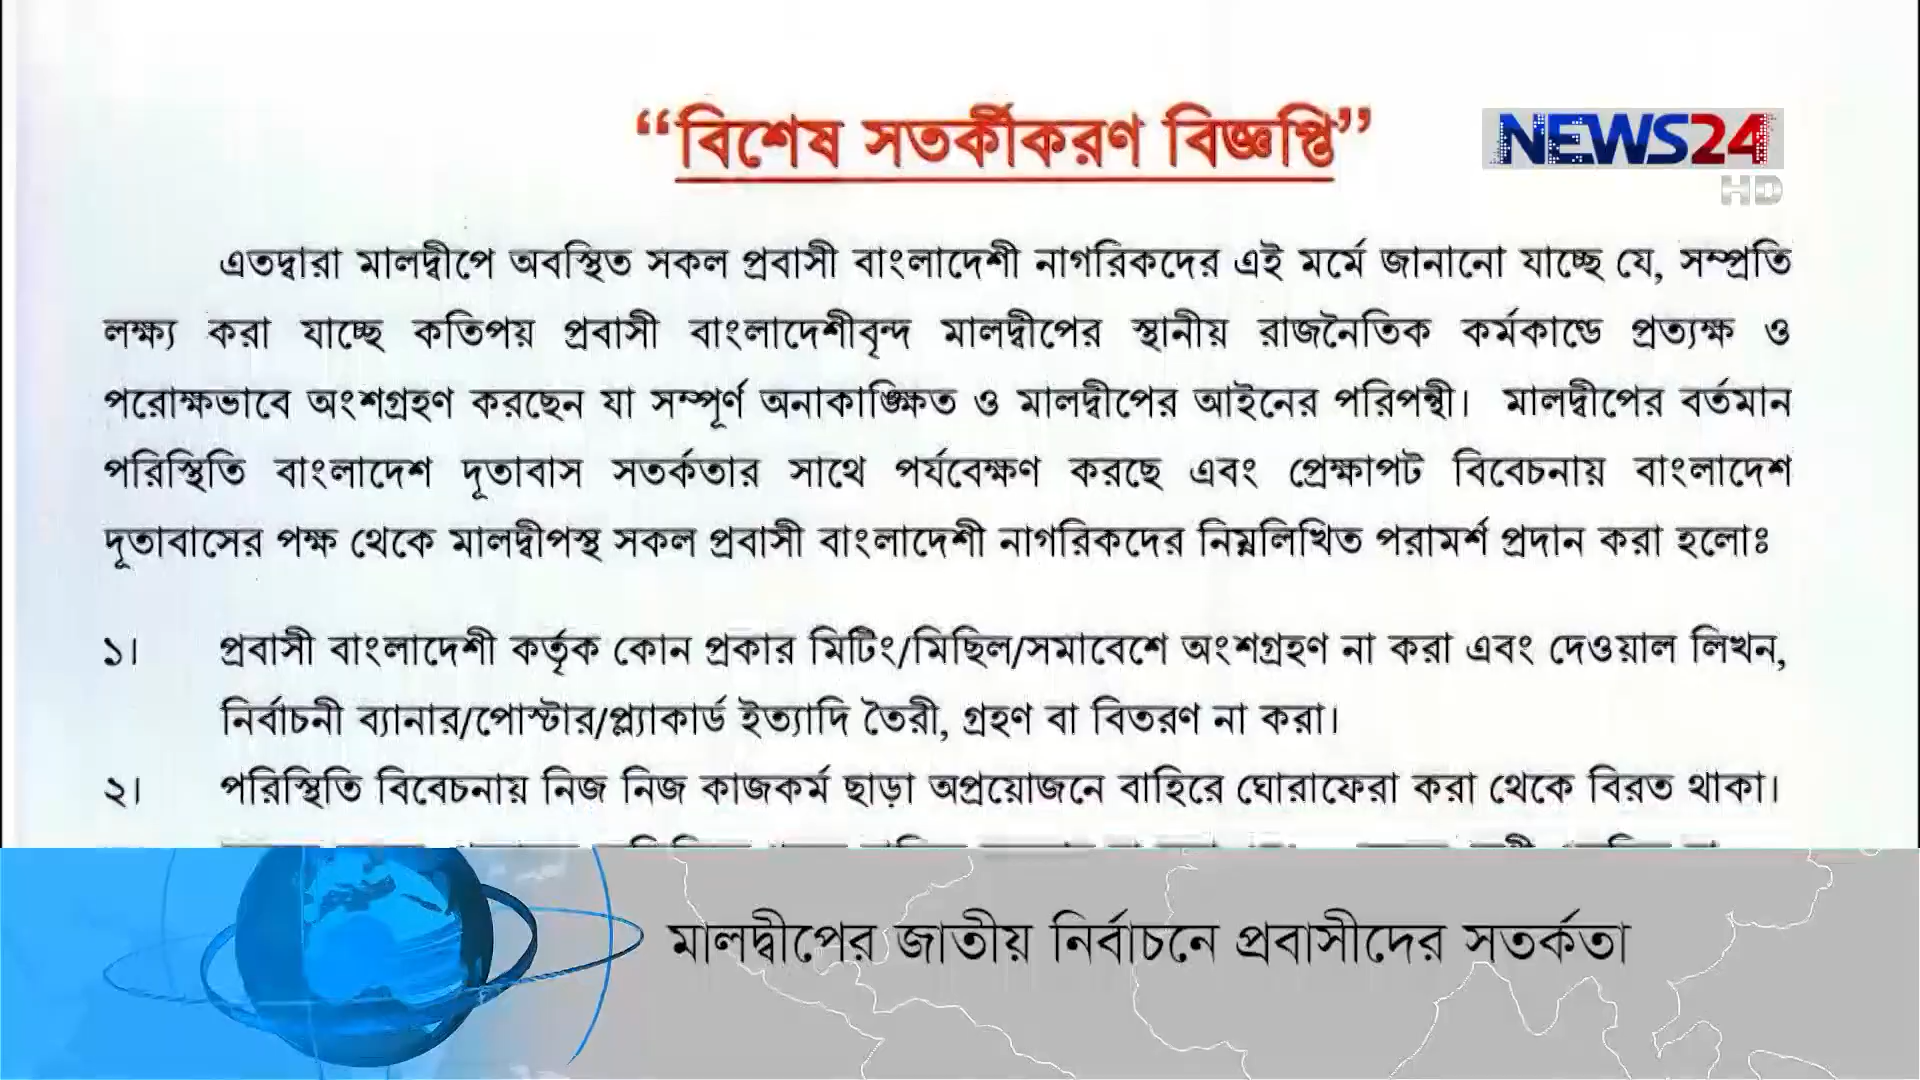 “বিশেষ সতর্কীকরণ বিজ্ঞপ্তি”
NEWS24
HD
এতদ্বারা মালদ্বীপে অবস্থিত সকল প্রবাসী বাংলাদেশী নাগরিকদের এই মর্মে জানানো যাচ্ছে যে, সম্প্রতি
লক্ষ্য করা যাচ্ছে কতিপয় প্রবাসী বাংলাদেশীবৃন্দ মালদ্বীপের স্থানীয় রাজনৈতিক কর্মকাণ্ডে প্রত্যক্ষ ও
পরোক্ষভাবে অংশগ্রহণ করছেন যা সম্পূর্ণ অনাকাঙ্ক্ষিত ও মালদ্বীপের আইনের পরিপন্থী। মালদ্বীপের বর্তমান
পরিস্থিতি বাংলাদেশ দূতাবাস সতর্কতার সাথে পর্যবেক্ষণ করছে এবং প্রেক্ষাপট বিবেচনায় বাংলাদেশ
দূতাবাসের পক্ষ থেকে মালদ্বীপস্থ সকল প্রবাসী বাংলাদেশী নাগরিকদের নিম্নলিখিত পরামর্শ প্রদান করা হলোঃ
১। প্রবাসী বাংলাদেশী কর্তৃক কোন প্রকার মিটিং/মিছিল/সমাবেশে অংশগ্রহণ না করা এবং দেওয়াল লিখন,
নির্বাচনী ব্যানার/পোস্টার/প্ল্যাকার্ড ইত্যাদি তৈরী, গ্রহণ বা বিতরণ না করা।
২। পরিস্থিতি বিবেচনায় নিজ নিজ কাজকর্ম ছাড়া অপ্রয়োজনে বাহিরে ঘোরাফেরা করা থেকে বিরত থাকা।
মালদ্বীপের জাতীয় নির্বাচনে প্রবাসীদের সতর্কতা